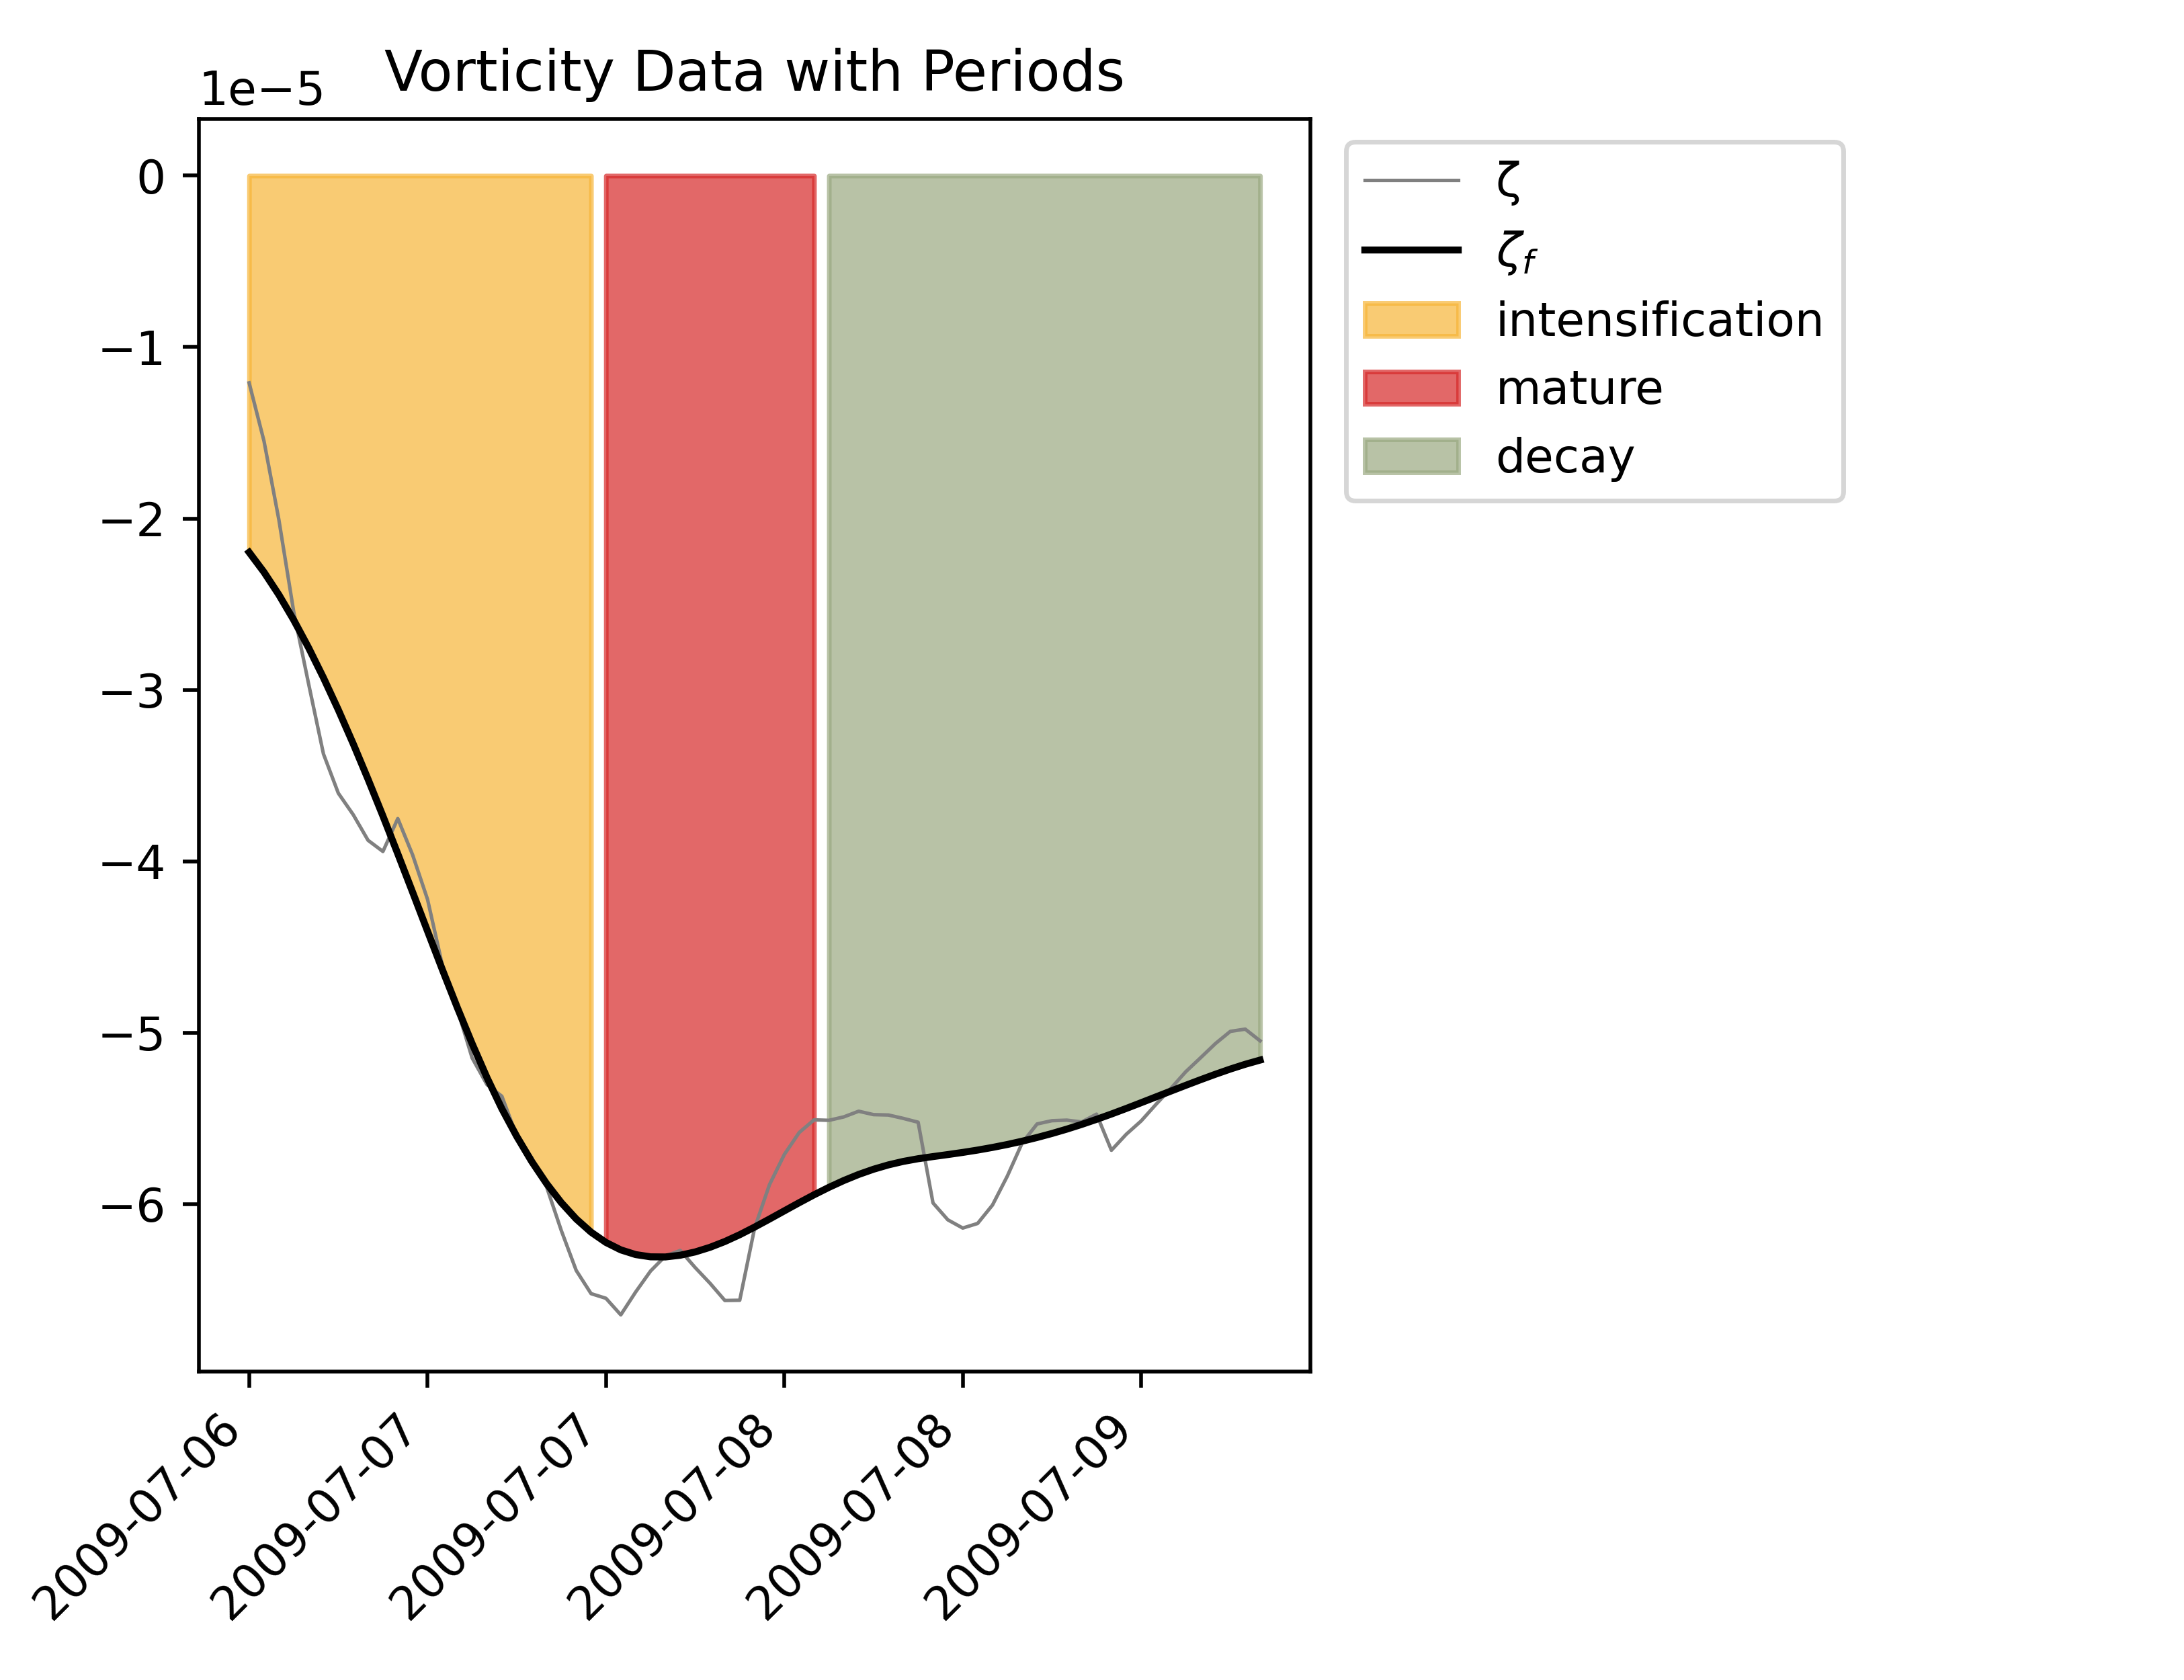 Vorticity Data with Periods
1e−5
0
−1
−2
−3
−4
−5
−6
2009-07-06
2009-07-07
2009-07-07
2009-07-08
2009-07-08
2009-07-09
ζ
ζf
intensification
mature
decay